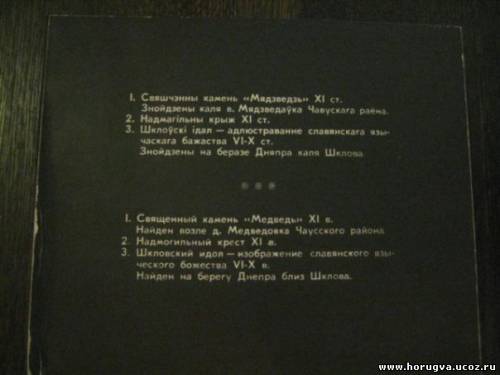 1. Свяшчэнны камень „Мядзведзь" XI ст.
Знойдзены каля в. Мядзведаўка Чавускага раёна.
2. Надмагільны крыж XI ст.
3. Шклоўскі ідал — адлюстраванне славянскага язы-
часкага бажаства VI-X ст.
Знойдзены на беразе Дняпра каля Шклова
1. Священный камень „Медведь" XI в.
Найден возле д. Медведовка Чаусского района
2. Надмогильный крест XI в.
3. Шкловский идол — изображение славянского язы-
ческого божества VI-X в.
Найден на берегу Днепра близ Шклова.
www.horugva.ucoz.ru